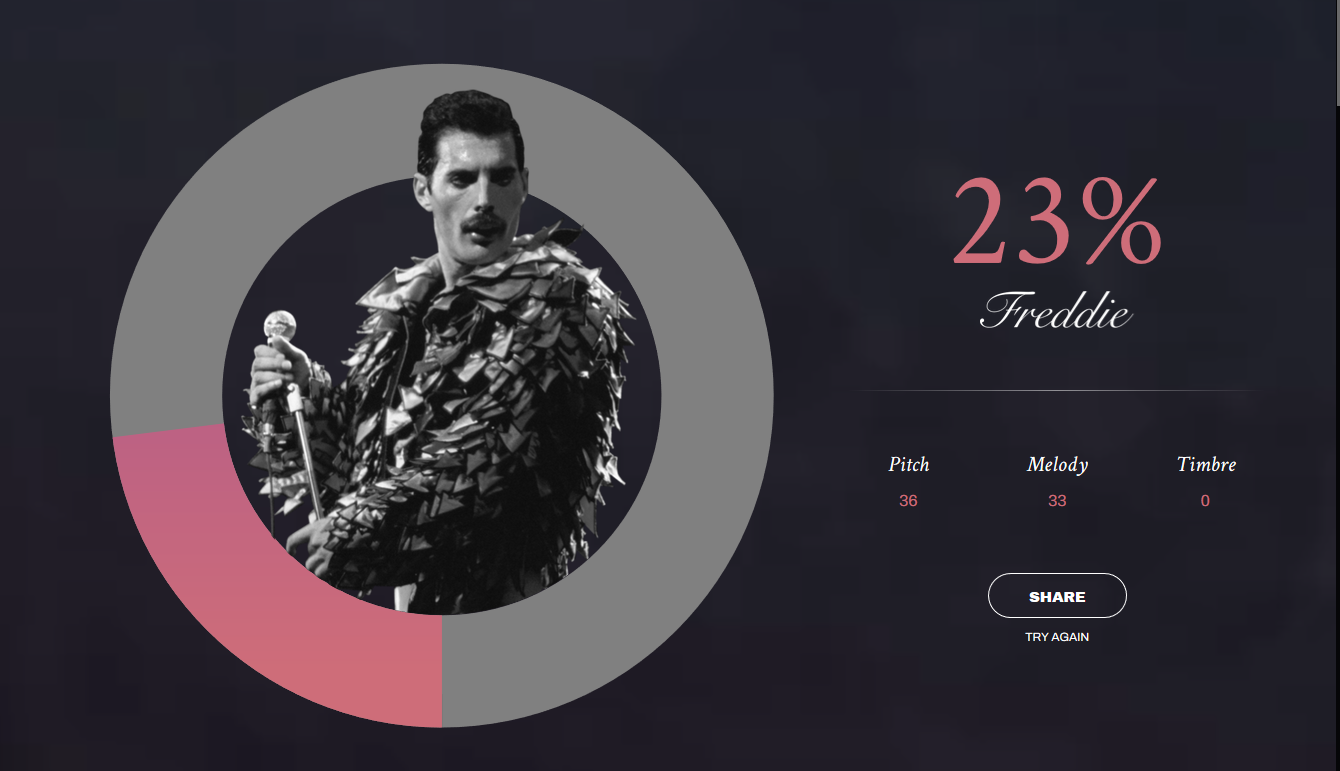 23%
Freddie
Pitch Melody Timbre
36 33 0
SHARE
TRY AGAIN